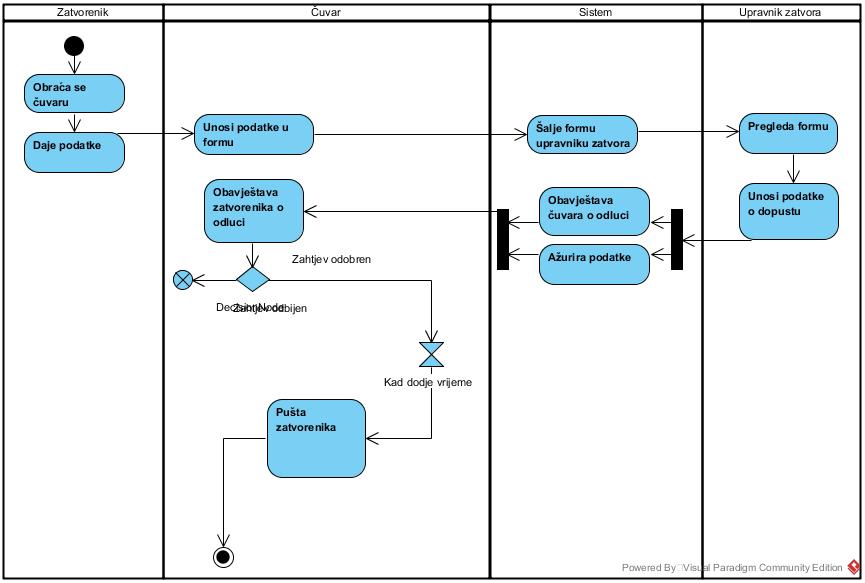 Zatvorenik
Čuvar
Sistem
Upravnik zatvora
Obraća se
čuvaru
Daje podatke
Unosi podatke u
formu
Šalje formu
upravniku zatvora
Pregleda formu
Unosi podatke
o dopustu
Obavještava
čuvara o odluci
Ažurira podatke
Obavještava
zatvorenika o
odluci
Zahtjev odobren
DecisionNode
Zahtjev odbijen
Kad dodje vrijeme
Pušta
zatvorenika
Powered By Visual Paradigm Community Edition